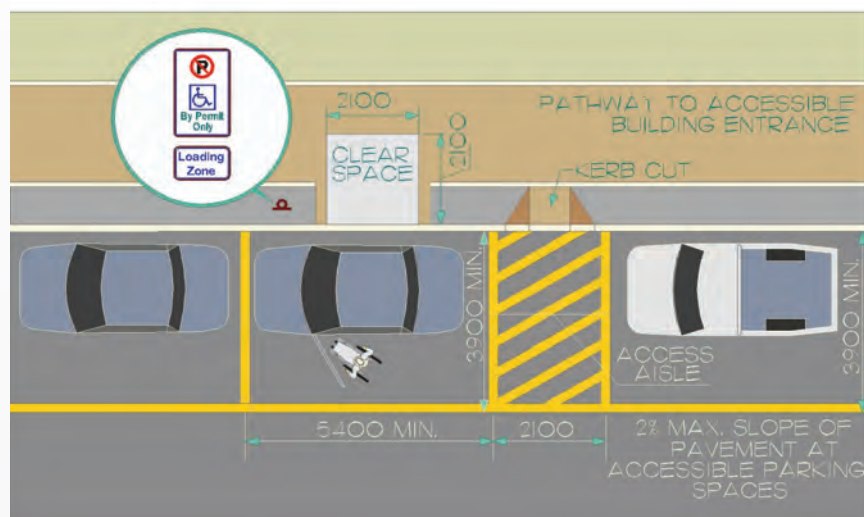 P
By Permit
Only
Loading
Zone
2100
2100
CLEAR
SPACE
PATHWAY TO ACCESSIBLE
BUILDING ENTRANCE
KERB CUT
3900 MIN.
ACCESS
AISLE
3900 MIN.
5400 MIN.
2100
2% MAX. SLOPE OF
PAVEMENT AT
ACCESSIBLE PARKING
SPACES